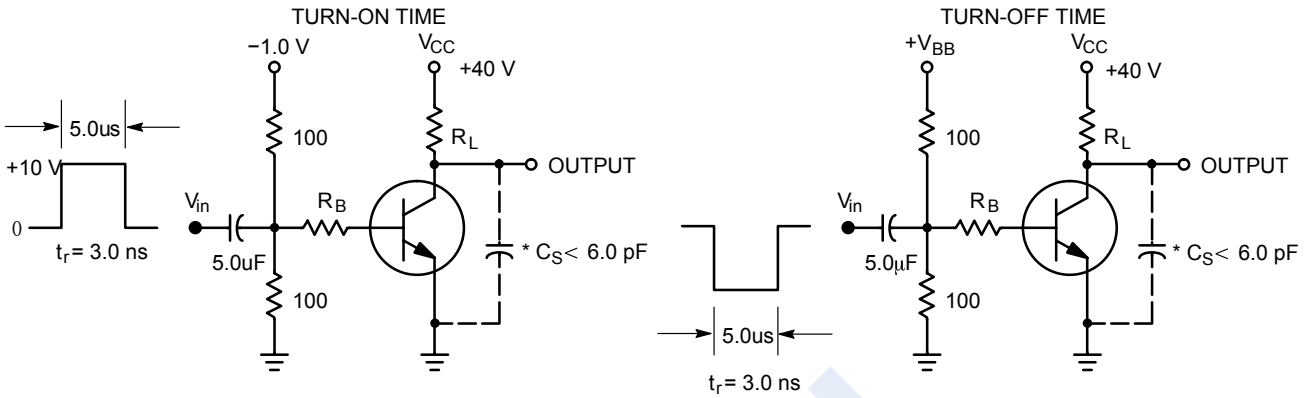 TURN-ON TIME
−1.0 V
VCC
+40 V
5.0us
100
RL
+10 V
OUTPUT
Vin
RB
0
* CS< 6.0 pF
tr= 3.0 ns
5.0uF
100
TURN-OFF TIME
+VBB
VCC
+40 V
100
RL
OUTPUT
Vin
RB
* CS< 6.0 pF
5.0μF
100
5.0us
tr= 3.0 ns